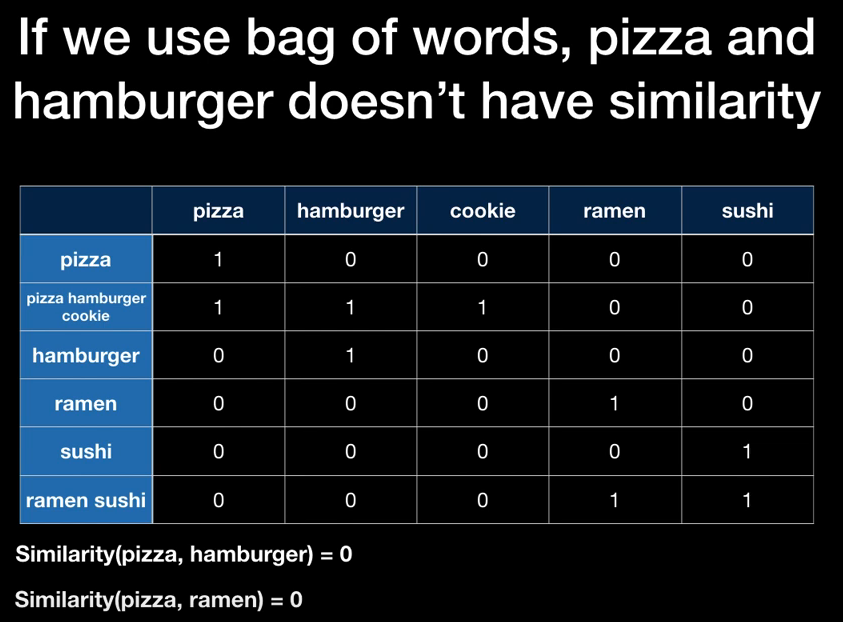 If we use bag of words, pizza and
hamburger doesn't have similarity
pizza hamburger cookie ramen sushi
pizza 1 0 0 0 0
pizza hamburger
cookie 1 1 1 0 0
hamburger 0 1 0 0 0
ramen 0 0 0 1 0
sushi 0 0 0 0 1
ramen sushi 0 0 0 1 1
Similarity(pizza, hamburger) = 0
Similarity(pizza, ramen) = 0